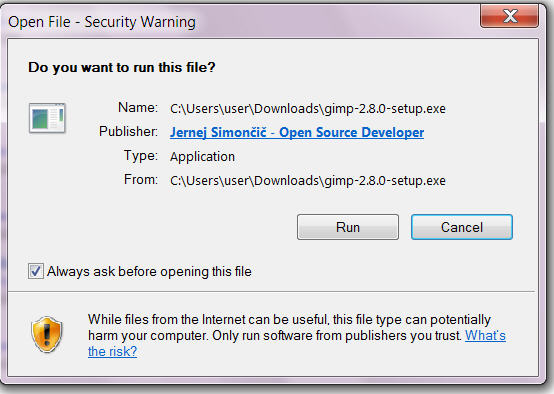 Open File - Security Warning
Do you want to run this file?
Name: C:\Users\user\Downloads\gimp-2.8.0-setup.exe
Publisher: Jernej Simončič - Open Source Developer
Type: Application
From: C:\Users\user\Downloads\gimp-2.8.0-setup.exe
Run Cancel
Always ask before opening this file
While files from the Internet can be useful, this file type can potentially
harm your computer. Only run software from publishers you trust. What's
the risk?